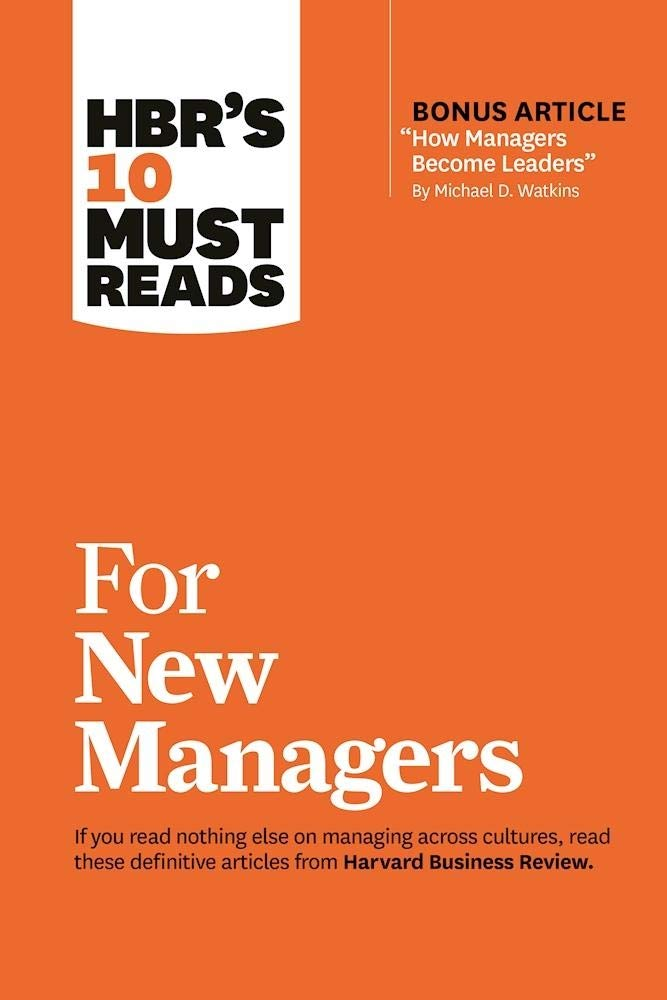 HBR’S
10
MUST
READS
BONUS ARTICLE
“How Managers
Become Leaders”
By Michael D. Watkins
For
New
Managers
If you read nothing else on managing across cultures, read
these definitive articles from Harvard Business Review.